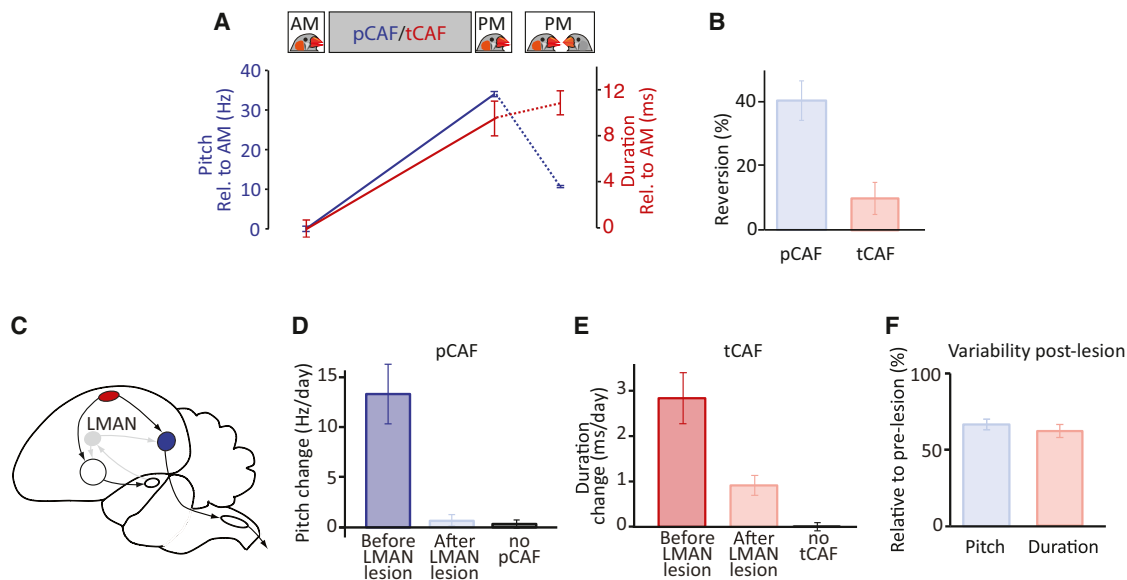 A
AM
pCAF/tCAF
PM
PM
Pitch
Rel. to AM (Hz)
40
30
20
10
0
12
8
4
0
Duration
Rel. to AM (ms)
B
Reversion (%)
40
20
0
pCAF
tCAF
C
LMAN
D
pCAF
Pitch change (Hz/day)
15
10
5
0
Before
LMAN
lesion
After
LMAN
lesion
no
pCAF
E
tCAF
Duration
change (ms/day)
3
2
1
0
Before
LMAN
lesion
After
LMAN
lesion
no
tCAF
F
Variability post-lesion
Relative to pre-lesion (%)
100
50
0
Pitch
Duration